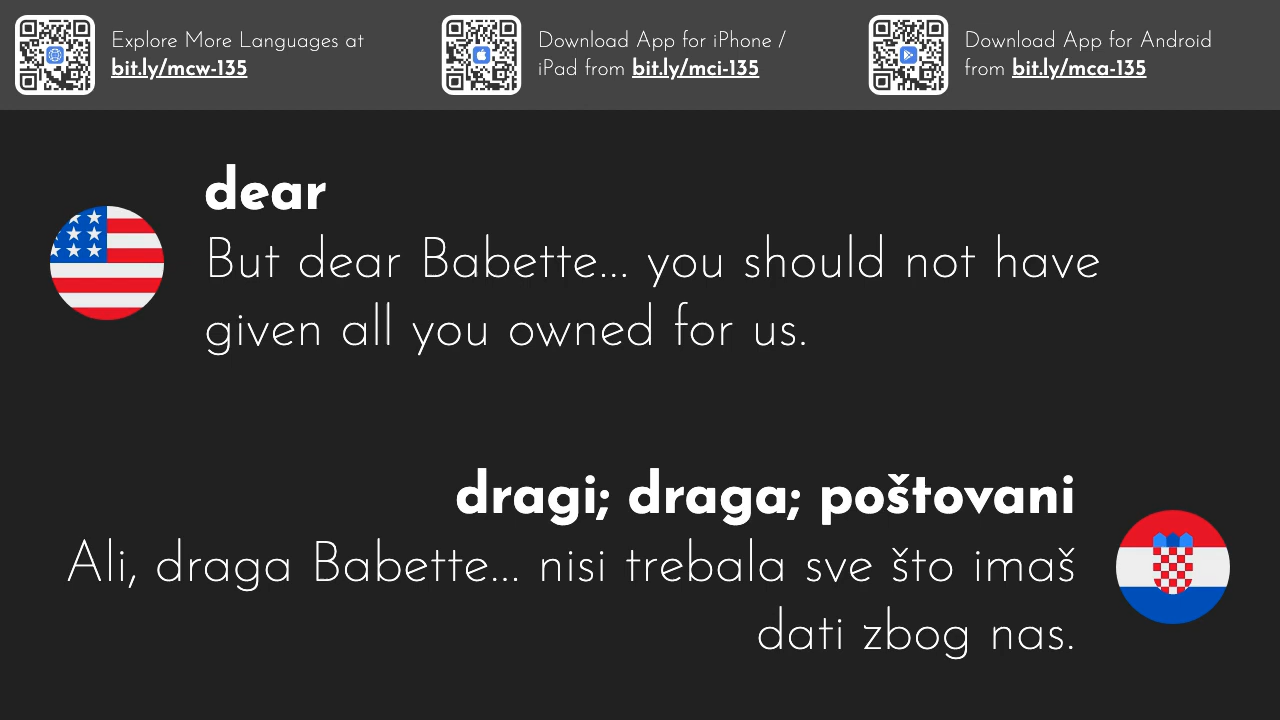 Explore More Languages at
bit.ly/mcw-135
Download App for iPhone /
iPad from bit.ly/mci-135
Download App for Android
from bit.ly/mca-135
dear
But dear Babette... you should not have
given all you owned for us.
dragi; draga; poštovani
Ali, draga Babette... nisi trebala sve što imaš
dati zbog nas.